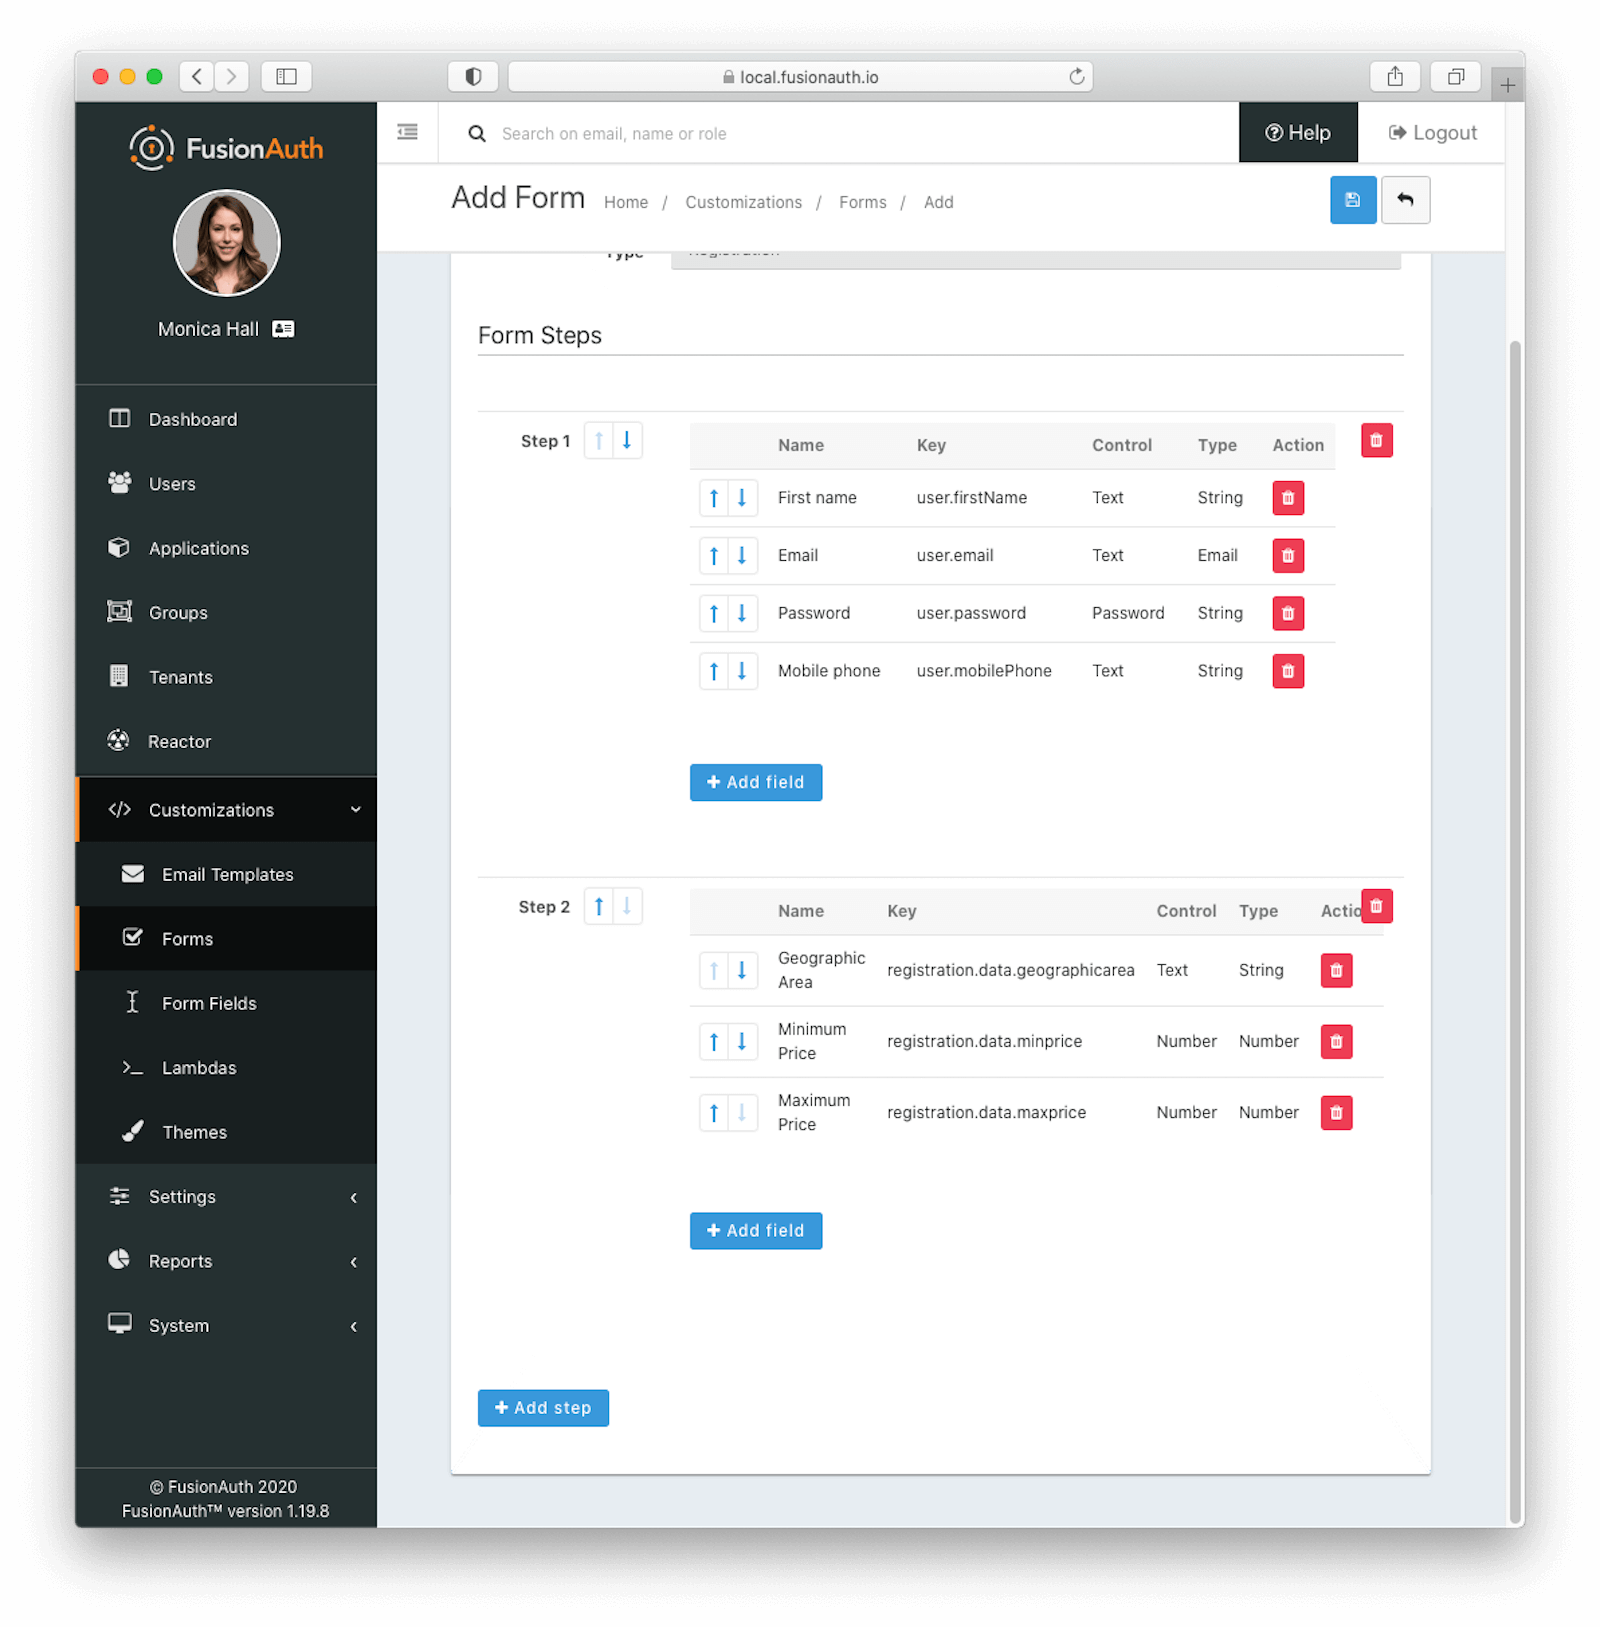 local.fusionauth.io
FusionAuth
Search on email, name or role
Help
Logout
Add Form
Home / Customizations / Forms / Add
Monica Hall
Type
Registration
Form Steps
Dashboard
Users
Applications
Groups
Tenants
Reactor
Customizations
Email Templates
Forms
Form Fields
Lambdas
Themes
Settings
Reports
System
© FusionAuth 2020
FusionAuth™ version 1.19.8
Step 1
Name Key Control Type Action
First name user.firstName Text String
Email user.email Text Email
Password user.password Password String
Mobile phone user.mobilePhone Text String
Add field
Step 2
Name Key Control Type Actio
Geographic
Area
registration.data.geographicarea Text String
Minimum
Price
registration.data.minprice Number Number
Maximum
Price
registration.data.maxprice Number Number
Add field
Add step